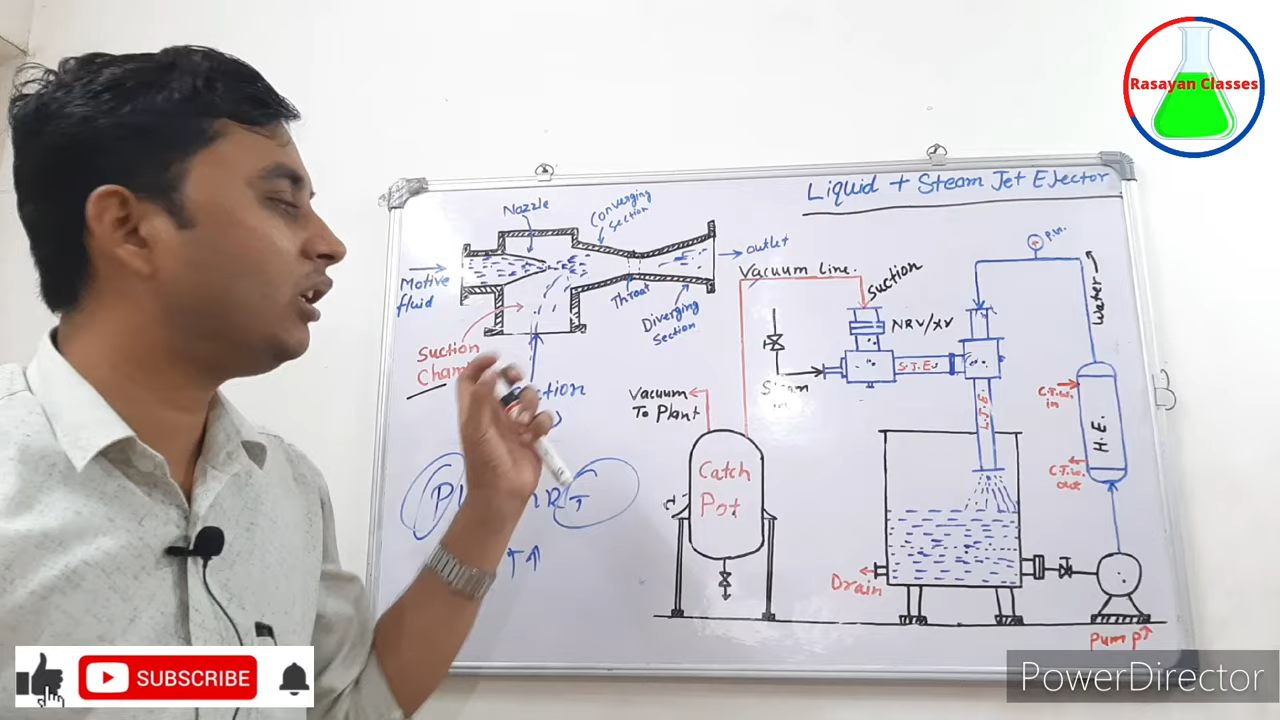 Rasayan Classes
Liquid + Steam Jet Ejector
Nozzle
Converging
Section
outlet
Motive
fluid
Throat
Diverging
Section
Suction
Vacuum line.
Suction
NRV/XV
P.M.
Water
Steam
in
S.J.E.
L.J.E.
Vacuum
To Plant
Catch
Pot
C.T.W.
in
H.E.
C.T.W.
out
Drain
Pump
SUBSCRIBE
PowerDirector